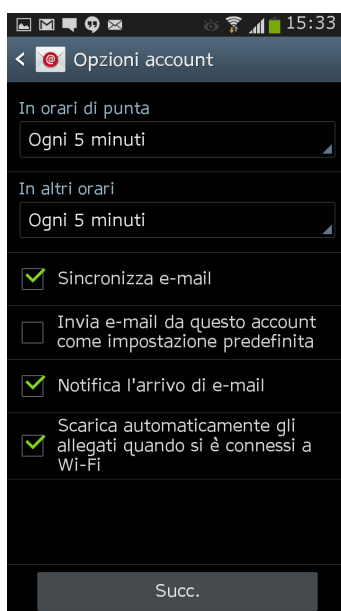 15:33
Opzioni account
In orari di punta
Ogni 5 minuti
In altri orari
Ogni 5 minuti
Sincronizza e-mail
Invia e-mail da questo account
come impostazione predefinita
Notifica l'arrivo di e-mail
Scarica automaticamente gli
allegati quando si è connessi a
Wi-Fi
Succ.